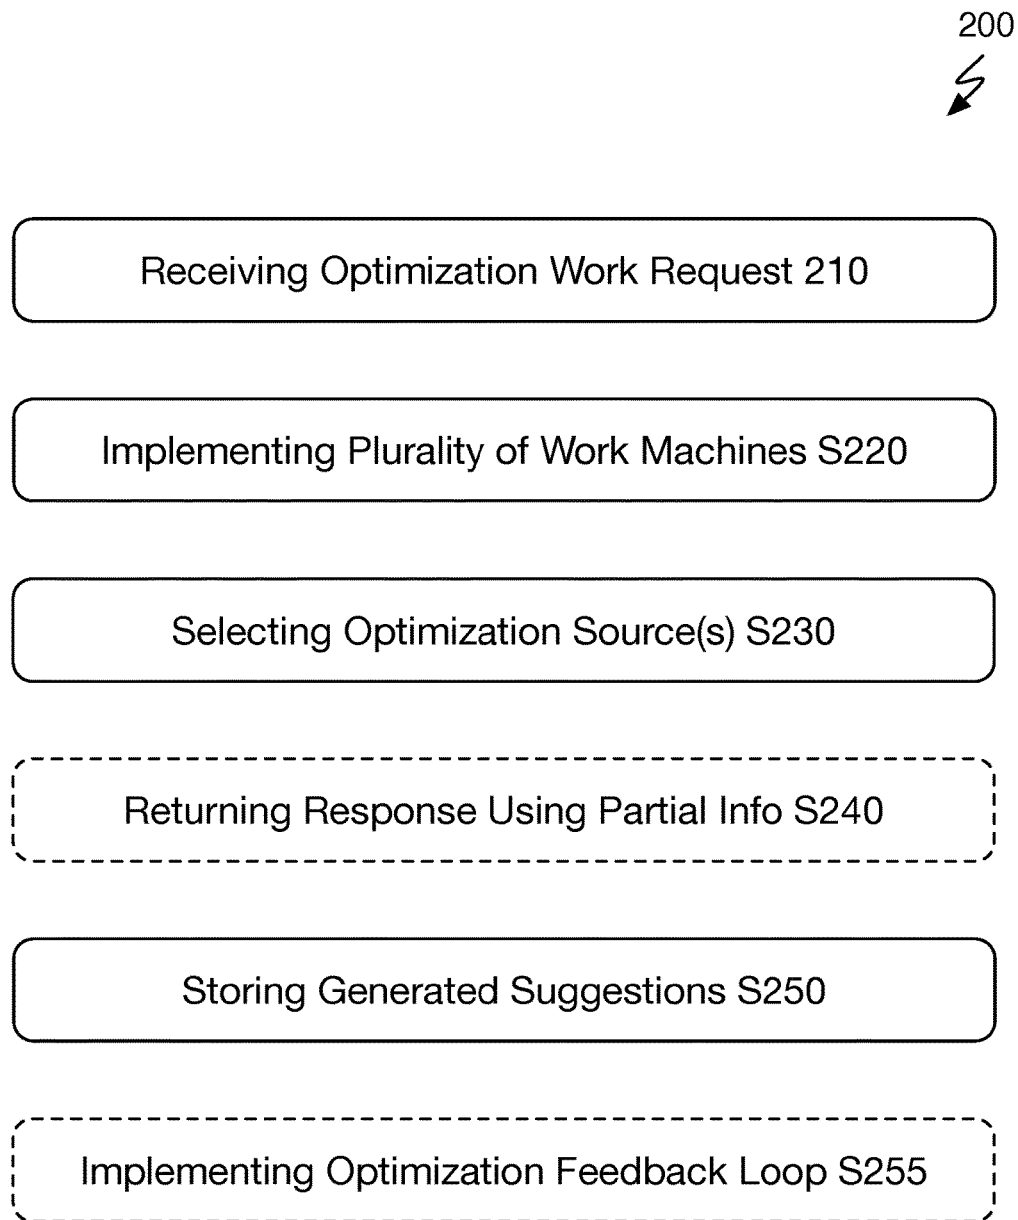 200
Receiving Optimization Work Request 210
Implementing Plurality of Work Machines S220
Selecting Optimization Source(s) S230
Returning Response Using Partial Info S240
Storing Generated Suggestions S250
Implementing Optimization Feedback Loop S255